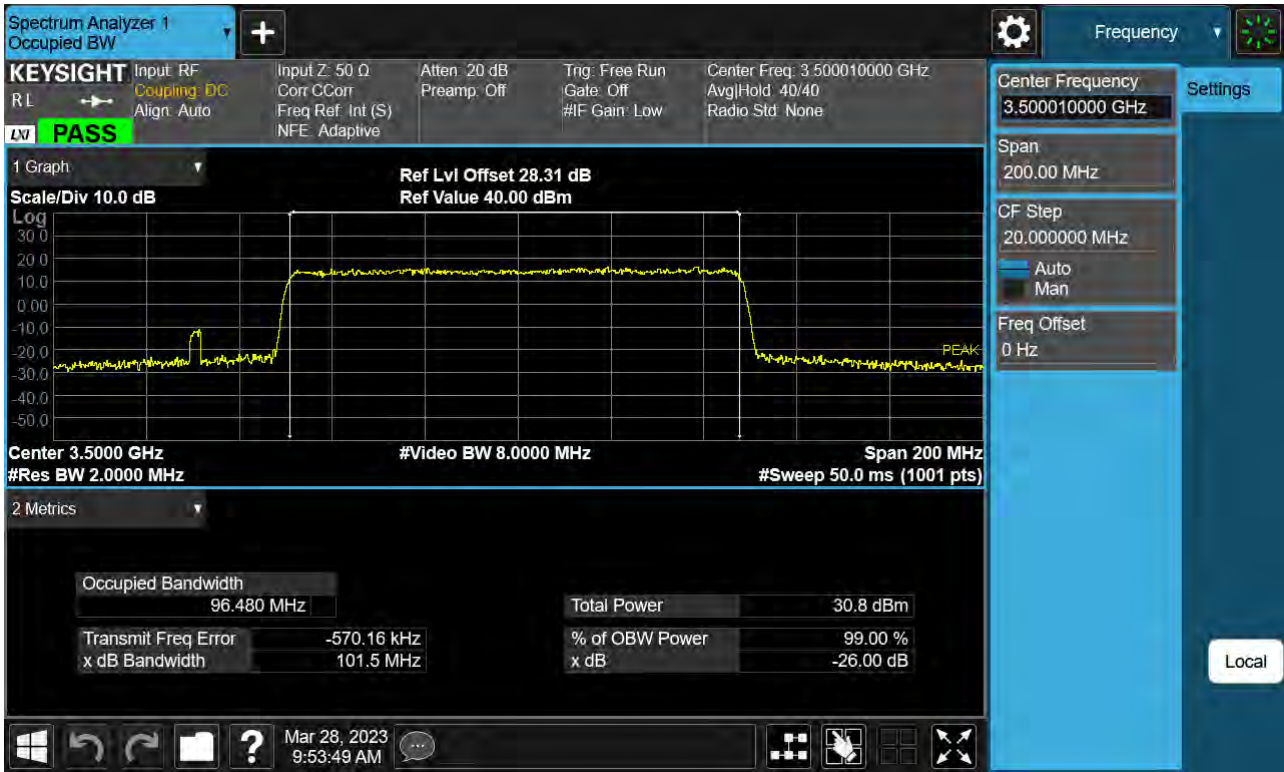 Spectrum Analyzer 1
Occupied BW
+
Frequency
KEYSIGHT
RL
LXI PASS
Input: RF
Coupling: DC
Align: Auto
Input Z: 50 Ω
Corr CCorr
Freq Ref: Int (S)
NFE: Adaptive
Atten: 20 dB
Preamp: Off
Trig: Free Run
Gate: Off
#IF Gain: Low
Center Freq: 3.500010000 GHz
Avg|Hold: 40/40
Radio Std: None
Center Frequency
3.500010000 GHz
Settings
Span
200.00 MHz
CF Step
20.000000 MHz
Auto
Man
Freq Offset
0 Hz
1 Graph
Scale/Div 10.0 dB
Ref Lvl Offset 28.31 dB
Ref Value 40.00 dBm
Log
30.0
20.0
10.0
0.00
-10.0
-20.0
-30.0
-40.0
-50.0
PEAK
Center 3.5000 GHz
#Video BW 8.0000 MHz
Span 200 MHz
#Res BW 2.0000 MHz
#Sweep 50.0 ms (1001 pts)
2 Metrics
Occupied Bandwidth
96.480 MHz
Total Power 30.8 dBm
Transmit Freq Error -570.16 kHz
% of OBW Power 99.00 %
x dB Bandwidth 101.5 MHz
x dB -26.00 dB
Local
?
Mar 28, 2023
9:53:49 AM